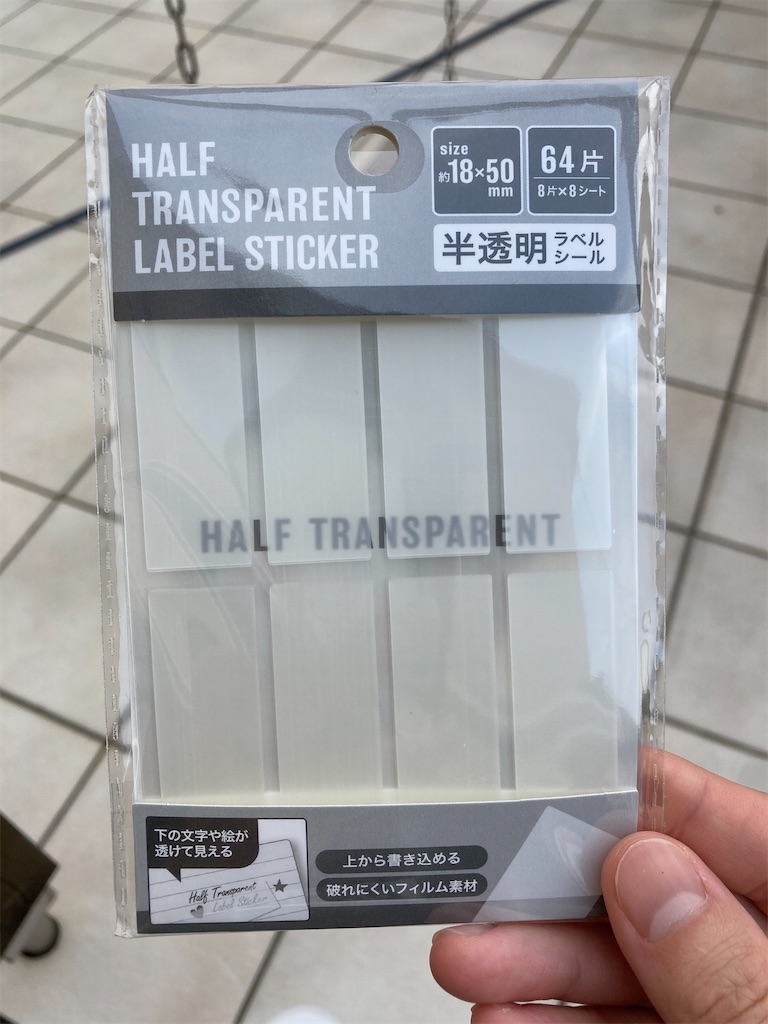 HALF
TRANSPARENT
LABEL STICKER
size
約18×50
mm
64片
8片×8シート
半透明ラベル
シール
HALF TRANSPARENT
下の文字や絵が
透けて見える
Half Transparent
Label Sticker
上から書き込める
破れにくいフィルム素材